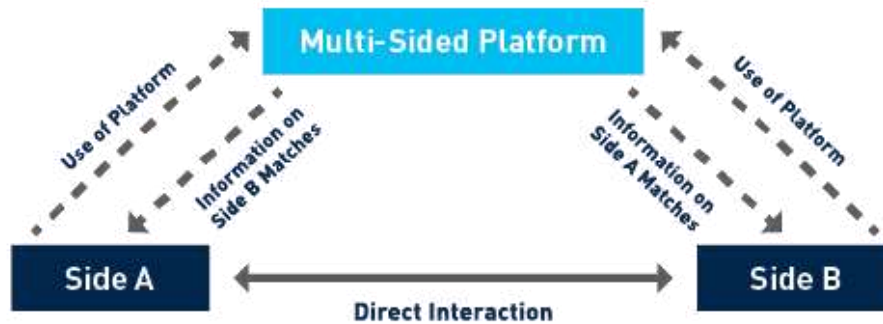 Multi-Sided Platform
Use of Platform
Information on
Side B Matches
Information on
Side A Matches
Use of Platform
Side A
Side B
Direct Interaction